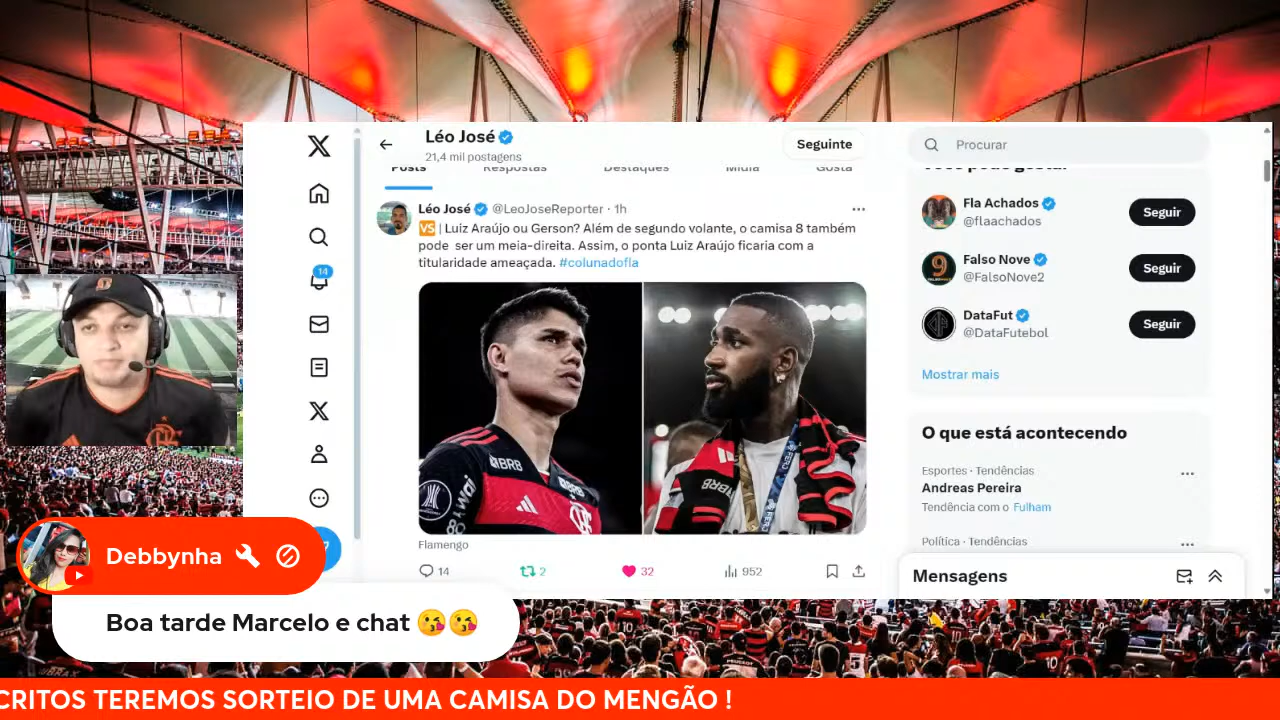 Léo José
21,4 mil postagens
Seguinte
Procurar
Posts
Respostas
Destaques
Mídia
Gosta
Você pode gostar
Léo José @LeoJoseReporter · 1h
VS | Luiz Araújo ou Gerson? Além de segundo volante, o camisa 8 também
pode ser um meia-direita. Assim, o ponta Luiz Araújo ficaria com a
titularidade ameaçada. #colunadofla
BRB
BRB
Flamengo
14
2
32
952
14
Fla Achados
@flaachados
Seguir
Falso Nove
@FalsoNove2
Seguir
DataFut
@DataFutebol
Seguir
Mostrar mais
O que está acontecendo
Esportes · Tendências
Andreas Pereira
Tendência com o Fulham
Política · Tendências
Mensagens
Debbynha
Boa tarde Marcelo e chat 😘😘
CRITOS TEREMOS SORTEIO DE UMA CAMISA DO MENGÃO !